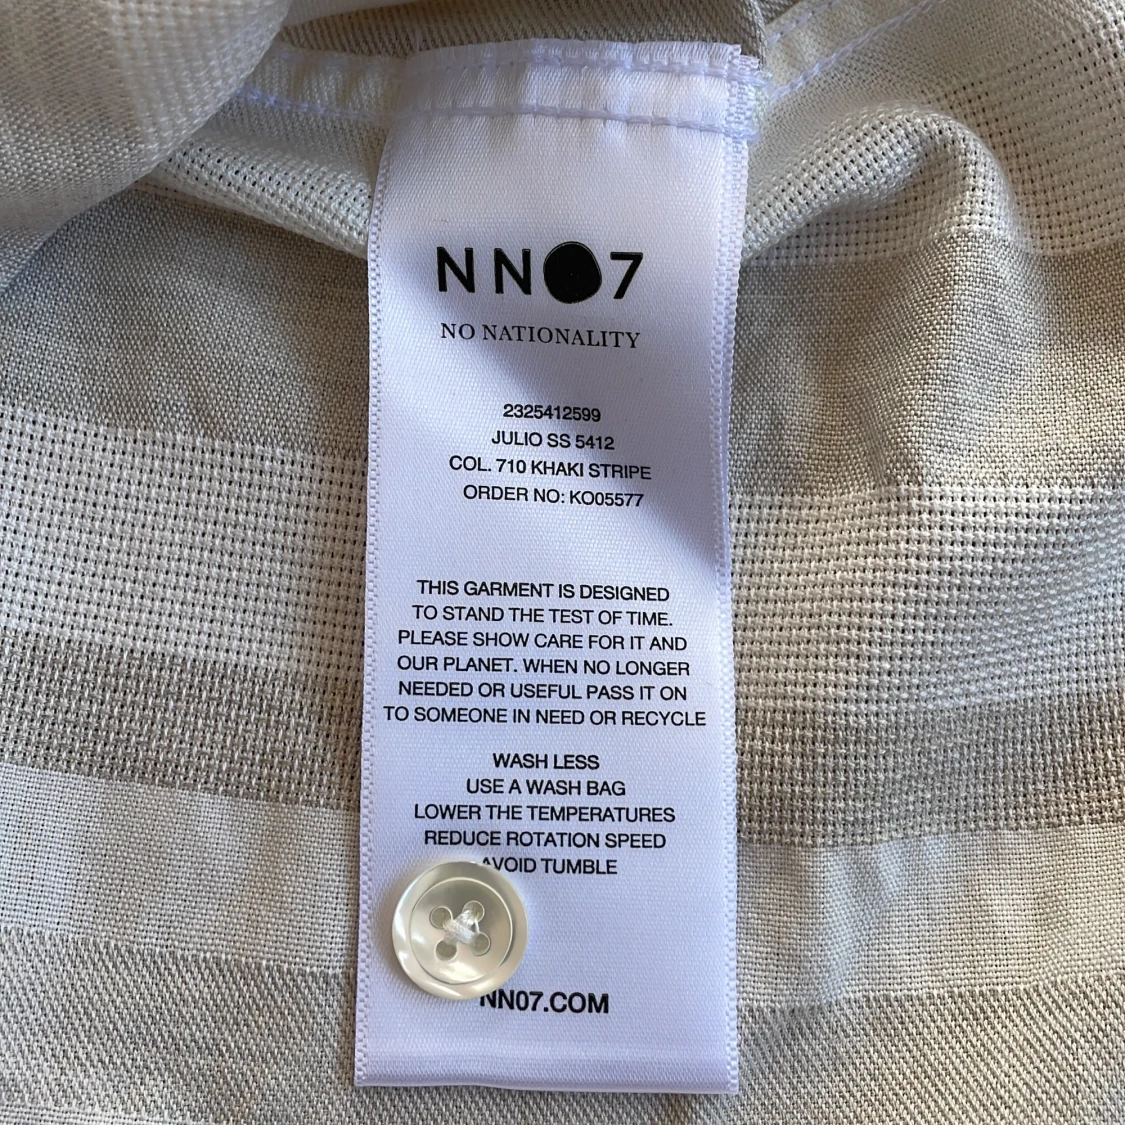 NN07
NO NATIONALITY
2325412599
JULIO SS 5412
COL. 710 KHAKI STRIPE
ORDER NO: KO05577
THIS GARMENT IS DESIGNED
TO STAND THE TEST OF TIME.
PLEASE SHOW CARE FOR IT AND
OUR PLANET. WHEN NO LONGER
NEEDED OR USEFUL PASS IT ON
TO SOMEONE IN NEED OR RECYCLE
WASH LESS
USE A WASH BAG
LOWER THE TEMPERATURES
REDUCE ROTATION SPEED
AVOID TUMBLE
NN07.COM